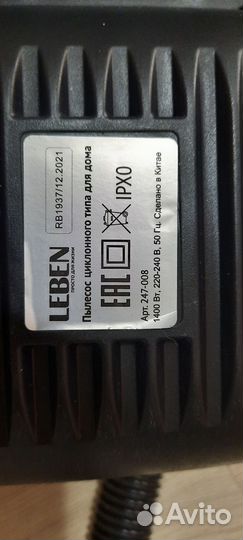 LEBEN
ПРОСТО ДЛЯ ЖИЗНИ
RB1937/12.2021
Пылесос циклонного типа для дома
EAC
IPX0
Арт. 247-008
1400 Вт, 220-240 В, 50 Гц. Сделано в Китае
Avito